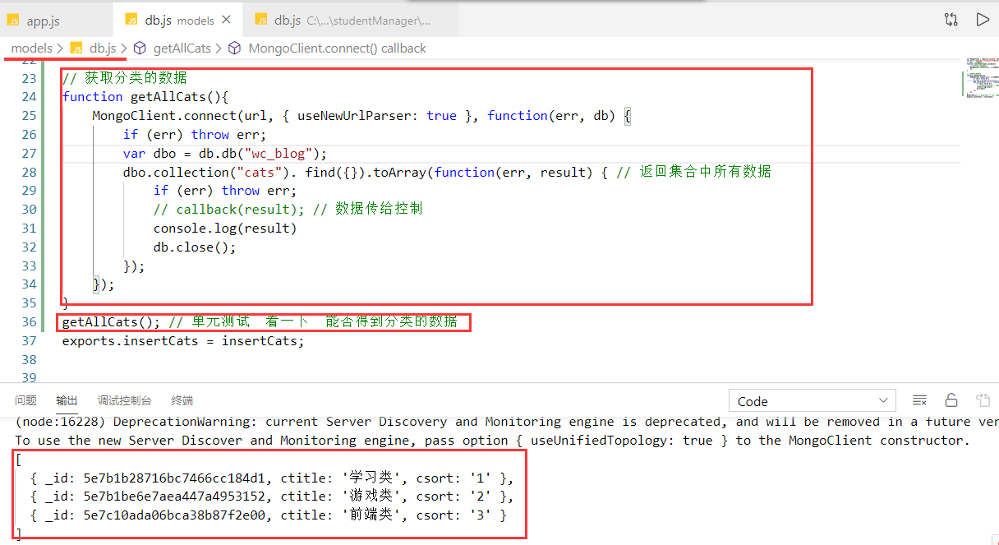 JS app.js JS db.js models × JS db.js C:\...\studentManager\...
models > JS db.js > getAllCats > MongoClient.connect() callback
22
23 // 获取分类的数据
24 function getAllCats(){
25 MongoClient.connect(url, { useNewUrlParser: true }, function(err, db) {
26 if (err) throw err;
27 var dbo = db.db("wc_blog");
28 dbo.collection("cats"). find({}).toArray(function(err, result) { // 返回集合中所有数据
29 if (err) throw err;
30 // callback(result); // 数据传给控制
31 console.log(result)
32 db.close();
33 });
34 });
35 }
36 getAllCats(); // 单元测试 看一下 能否得到分类的数据
37 exports.insertCats = insertCats;
38
39
问题 输出 调试控制台 终端 Code
(node:16228) DeprecationWarning: current Server Discovery and Monitoring engine is deprecated, and will be removed in a future ver
To use the new Server Discover and Monitoring engine, pass option { useUnifiedTopology: true } to the MongoClient constructor.
[
{ _id: 5e7b1b28716bc7466cc184d1, ctitle: '学习类', csort: '1' },
{ _id: 5e7b1be6e7aea447a4953152, ctitle: '游戏类', csort: '2' },
{ _id: 5e7c10ada06bca38b87f2e00, ctitle: '前端类', csort: '3' }
]